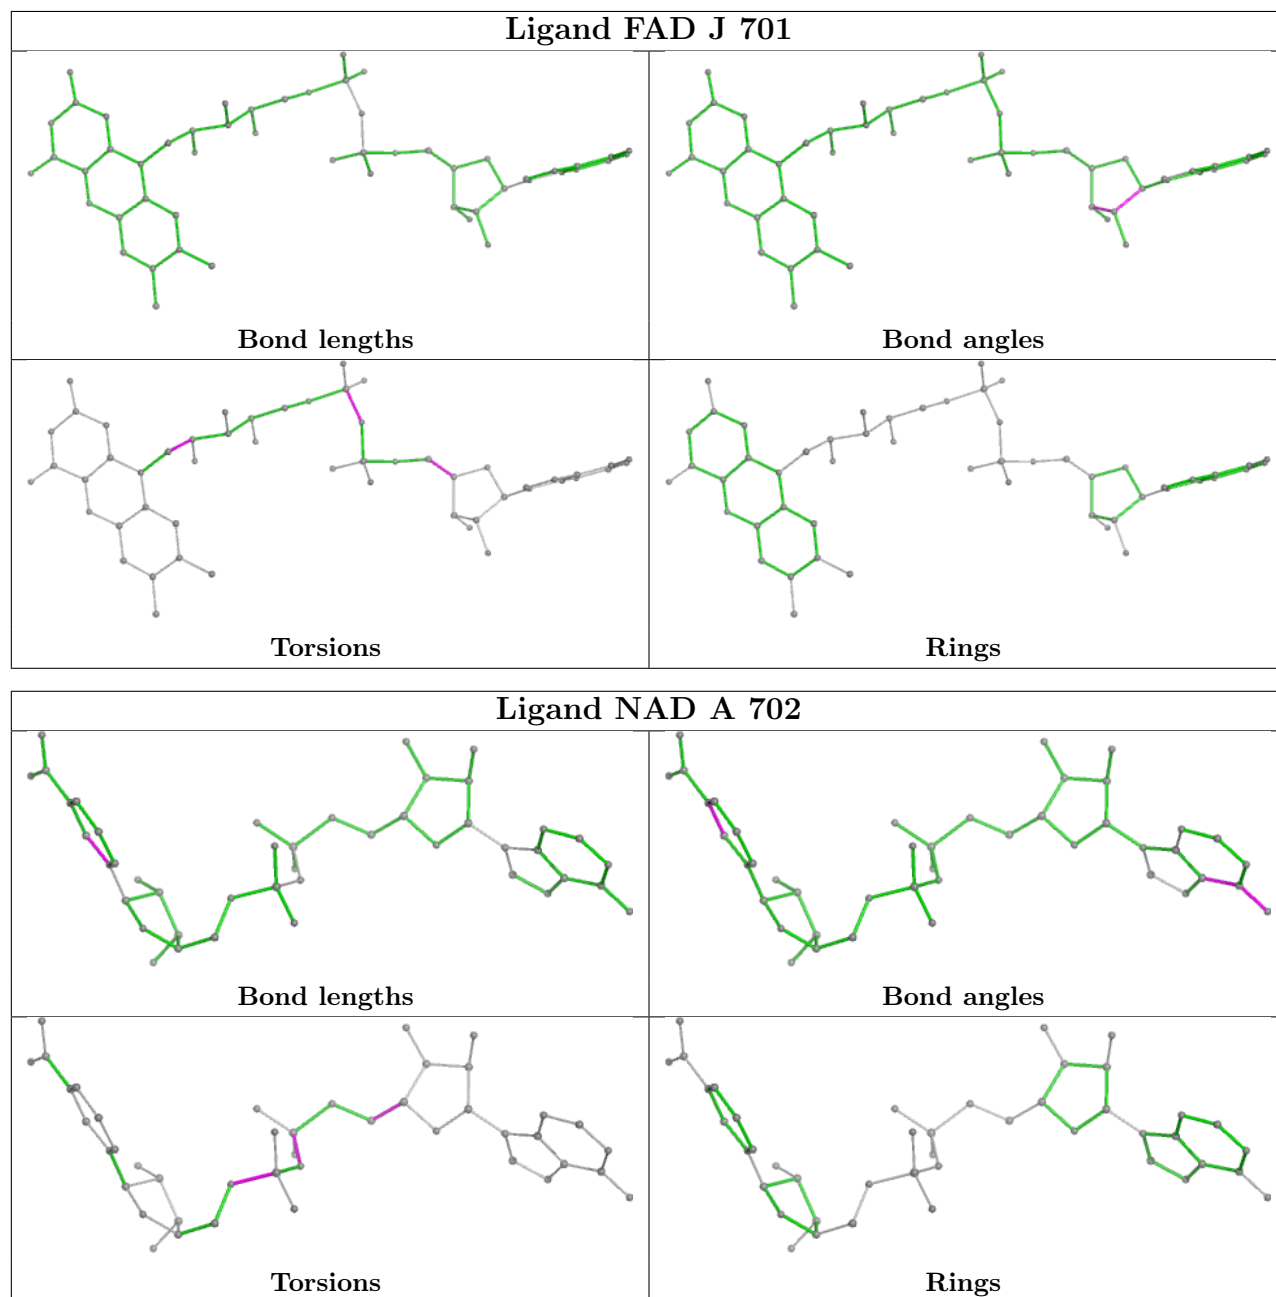 Ligand FAD J 701
Bond lengths
Bond angles
Torsions
Rings
Ligand NAD A 702
Bond lengths
Bond angles
Torsions
Rings